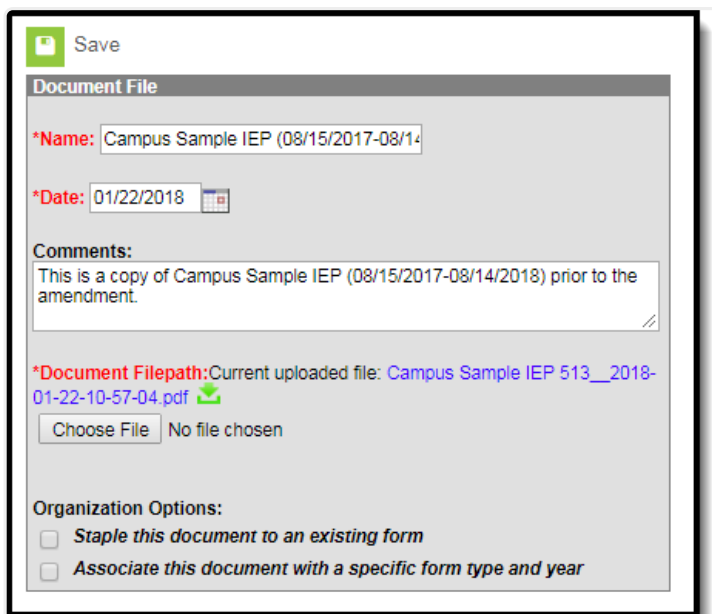 Save
Document File
*Name: Campus Sample IEP (08/15/2017-08/14
*Date: 01/22/2018
Comments:
This is a copy of Campus Sample IEP (08/15/2017-08/14/2018) prior to the
amendment.
*Document Filepath:Current uploaded file: Campus Sample IEP 513__2018-
01-22-10-57-04.pdf
Choose File No file chosen
Organization Options:
Staple this document to an existing form
Associate this document with a specific form type and year